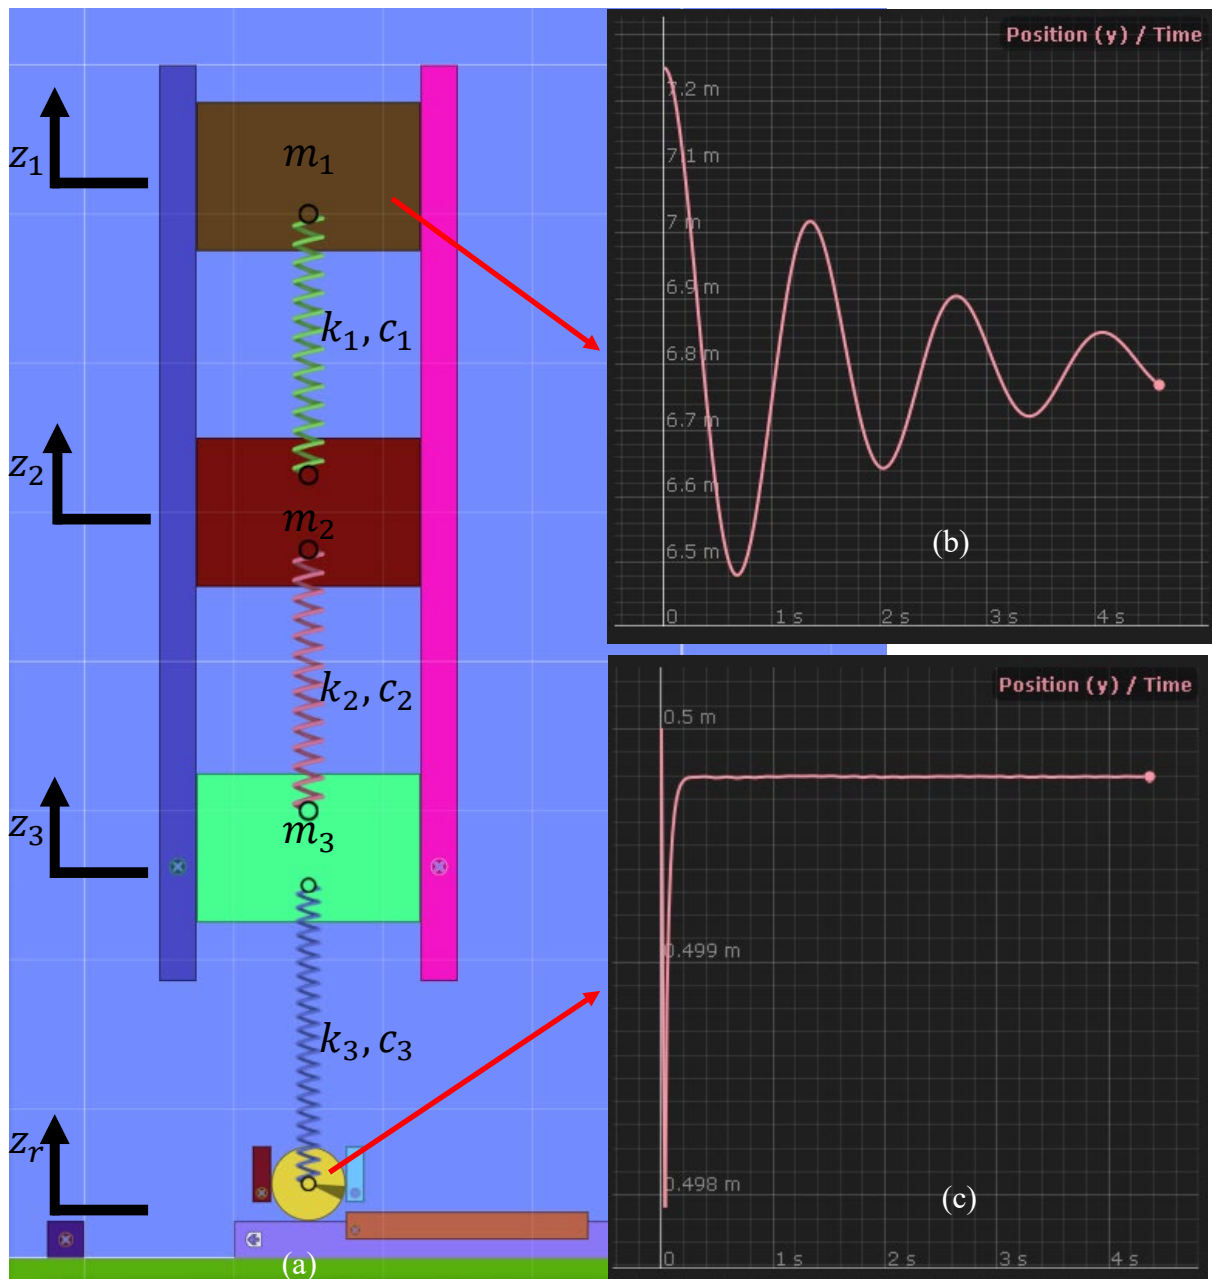 z₁
m₁
k₁, c₁
z₂
m₂
k₂, c₂
z₃
m₃
k₃, c₃
zᵣ
(a)
Position (y) / Time
7.2 m
7.1 m
7 m
6.9 m
6.8 m
6.7 m
6.6 m
6.5 m
0 1 s 2 s 3 s 4 s
(b)
Position (y) / Time
0.5 m
0.499 m
0.498 m
0 1 s 2 s 3 s 4 s
(c)